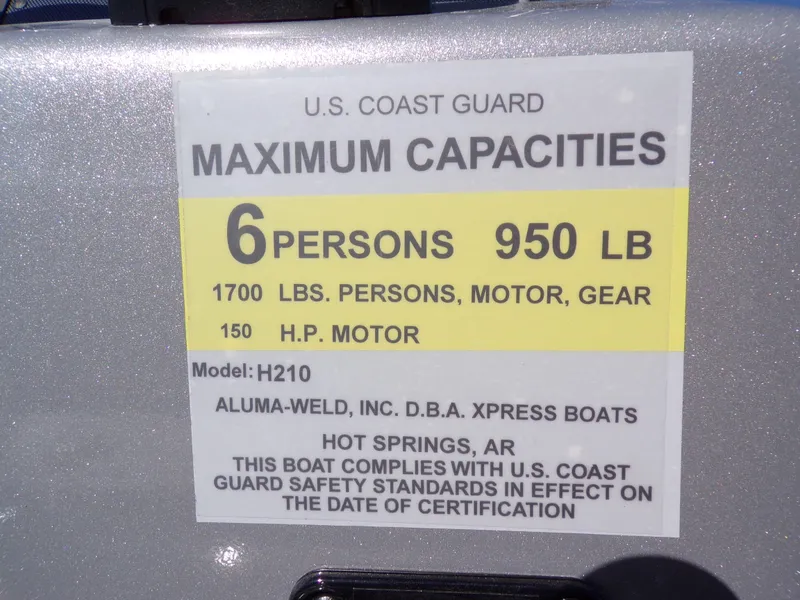 U.S. COAST GUARD
MAXIMUM CAPACITIES
6 PERSONS 950 LB
1700 LBS. PERSONS, MOTOR, GEAR
150 H.P. MOTOR
Model: H210
ALUMA-WELD, INC. D.B.A. XPRESS BOATS
HOT SPRINGS, AR
THIS BOAT COMPLIES WITH U.S. COAST
GUARD SAFETY STANDARDS IN EFFECT ON
THE DATE OF CERTIFICATION